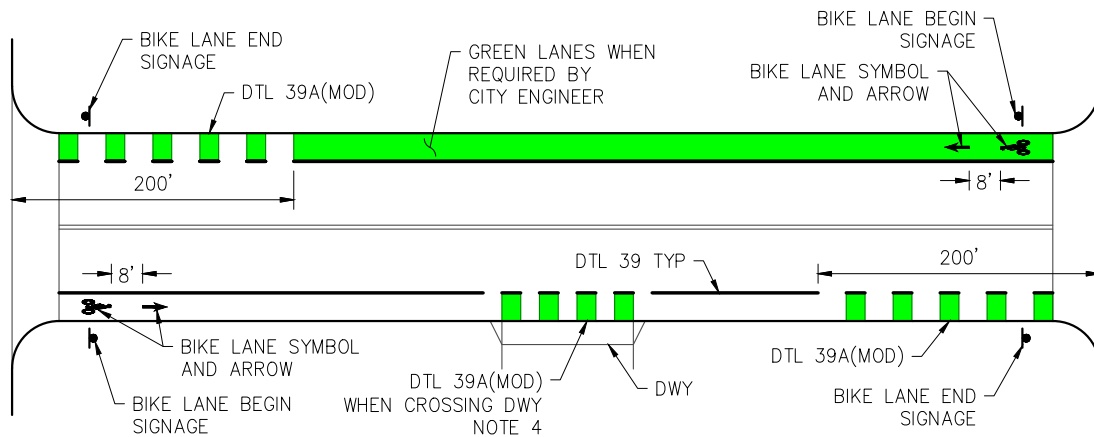 BIKE LANE END
SIGNAGE
DTL 39A(MOD)
GREEN LANES WHEN
REQUIRED BY
CITY ENGINEER
BIKE LANE BEGIN
SIGNAGE
BIKE LANE SYMBOL
AND ARROW
200'
8'
8'
DTL 39 TYP
200'
BIKE LANE SYMBOL
AND ARROW
BIKE LANE BEGIN
SIGNAGE
DTL 39A(MOD)
WHEN CROSSING DWY
NOTE 4
DWY
DTL 39A(MOD)
BIKE LANE END
SIGNAGE